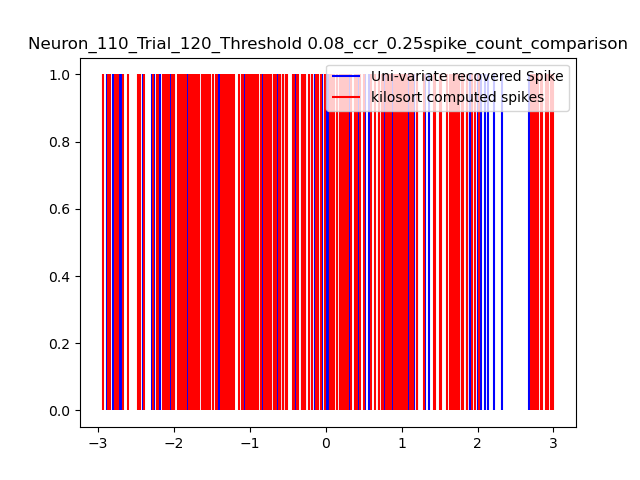 Neuron_110_Trial_120_Threshold 0.08_ccr_0.25spike_count_comparison
Uni-variate recovered Spike
kilosort computed spikes
1.0
0.8
0.6
0.4
0.2
0.0
−3 −2 −1 0 1 2 3